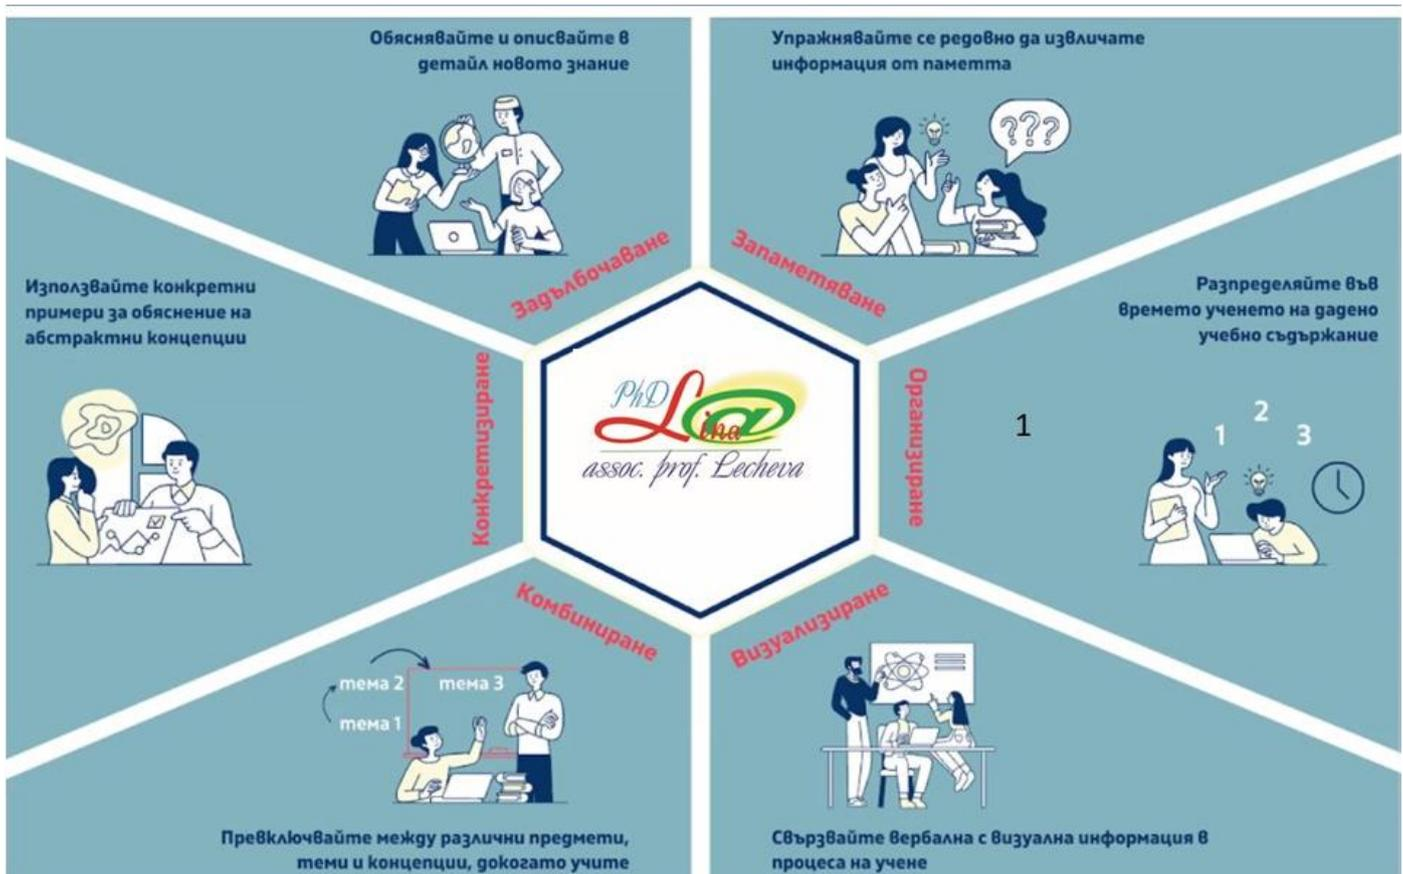 Обяснявайте и описвайте в
детайл новото знание
Упражнявайте се редовно да извличате
информация от паметта
???
Задълбочаване
Запаметяване
Използвайте конкретни
примери за обяснение на
абстрактни концепции
Разпределяйте във
времето ученето на дадено
учебно съдържание
Конкретизиране
PhD
Lin@
ina
assoc. prof. Lecheva
Организиране
1
1
2
3
Комбиниране
Визуализиране
тема 2
тема 3
тема 1
Превключвайте между различни предмети,
теми и концепции, докогато учите
Свързвайте вербална с визуална информация в
процеса на учене